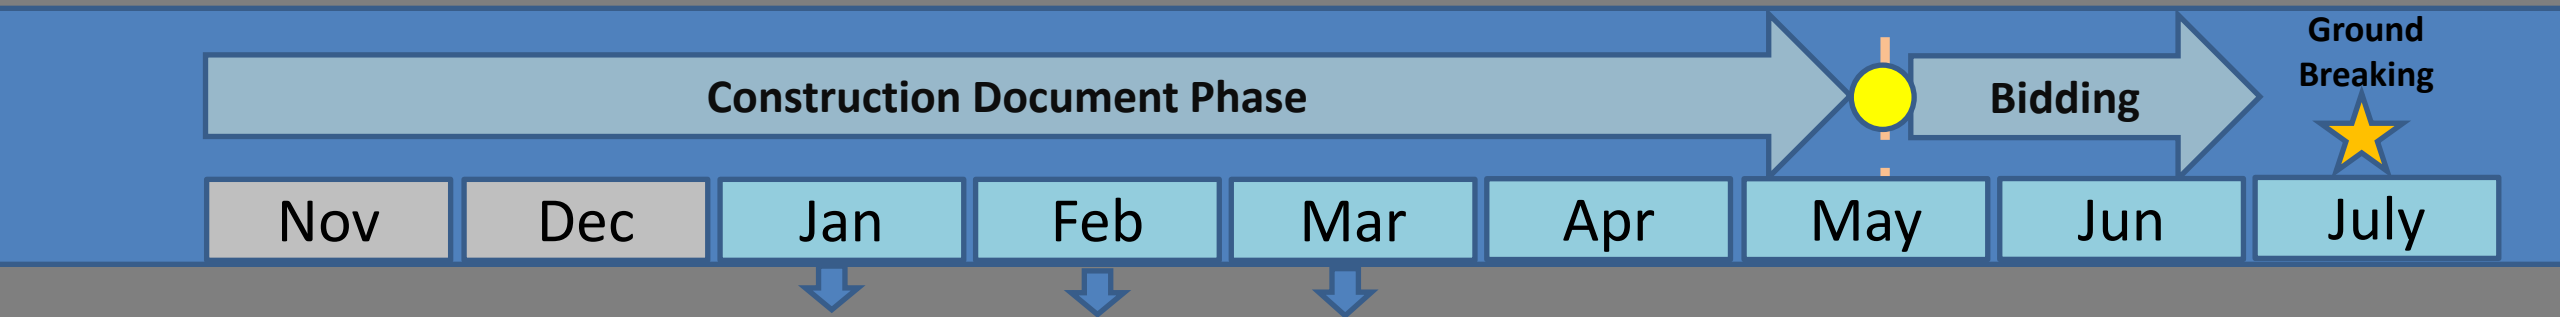 Ground
Breaking
Construction Document Phase
Bidding
Nov
Dec
Jan
Feb
Mar
Apr
May
Jun
July